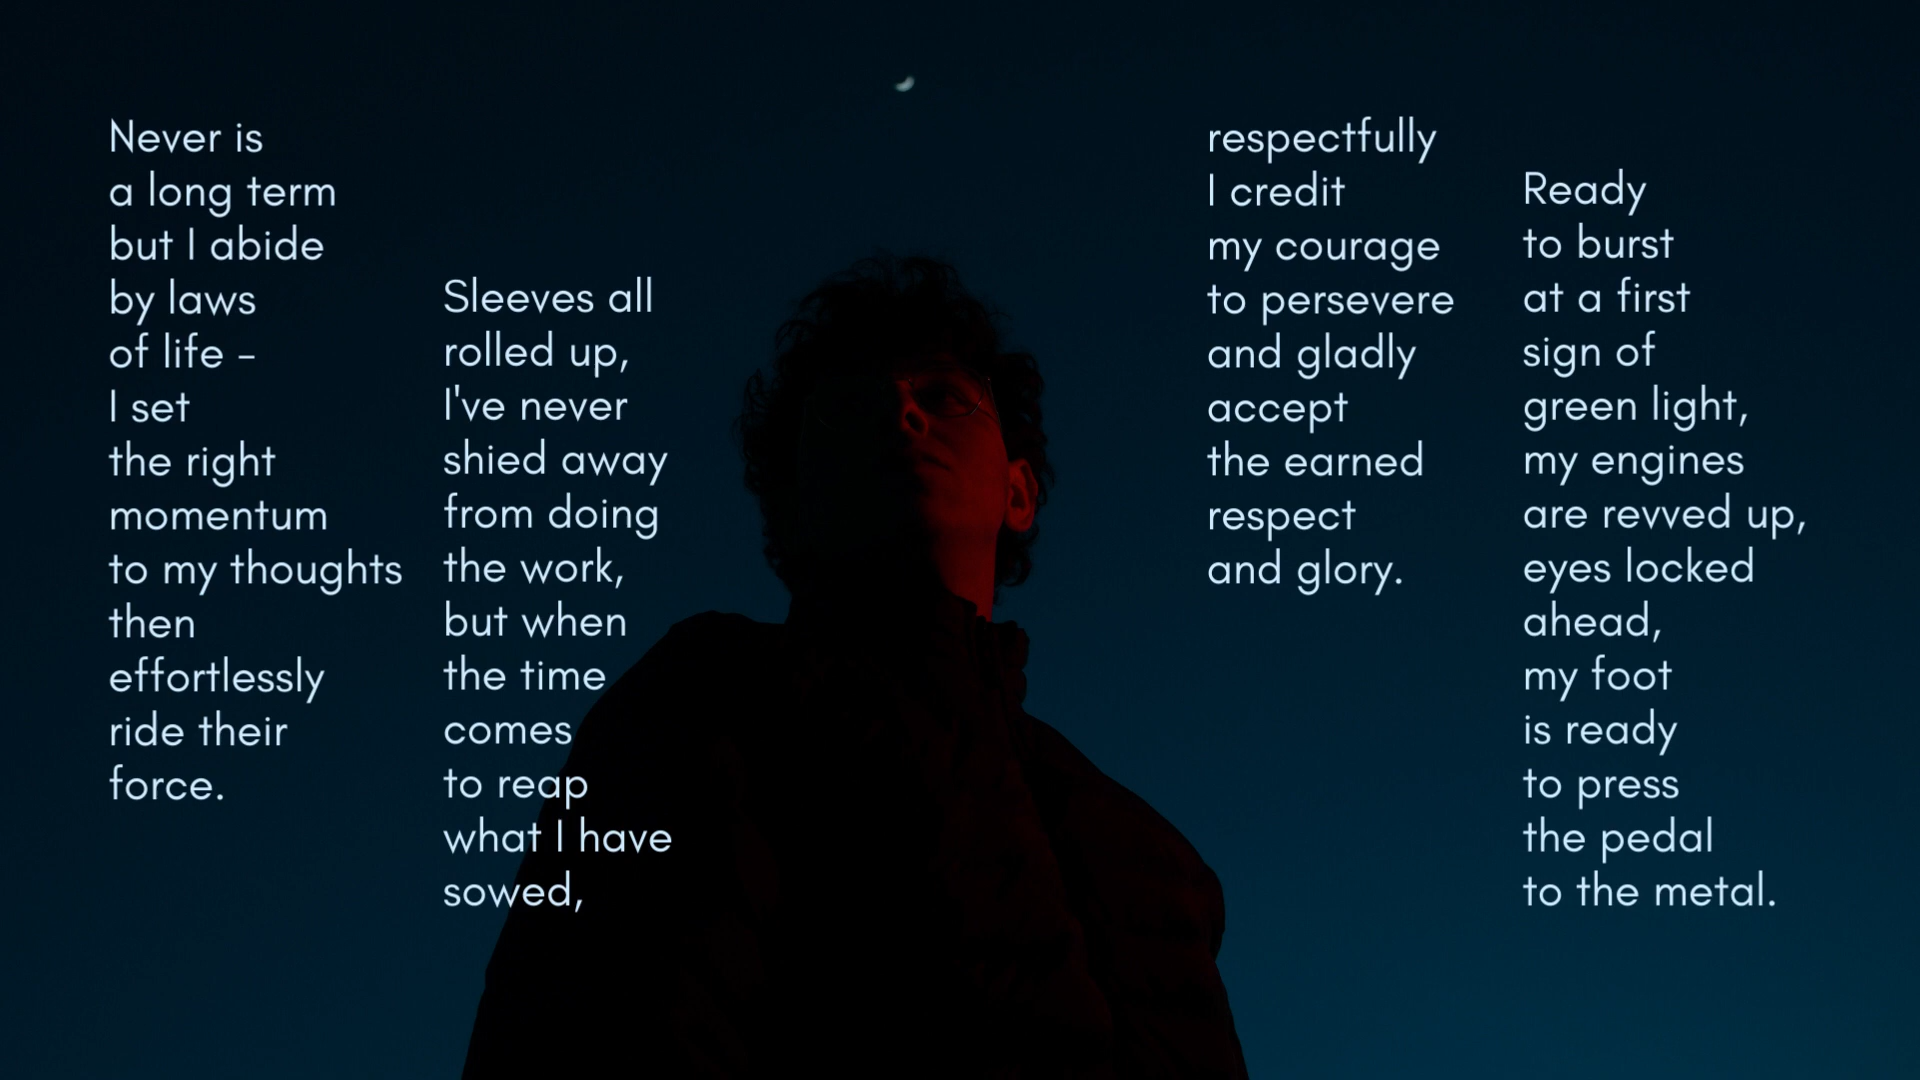 Never is
a long term
but I abide
by laws
of life –
I set
the right
momentum
to my thoughts
then
effortlessly
ride their
force.
Sleeves all
rolled up,
I've never
shied away
from doing
the work,
but when
the time
comes
to reap
what I have
sowed,
respectfully
I credit
my courage
to persevere
and gladly
accept
the earned
respect
and glory.
Ready
to burst
at a first
sign of
green light,
my engines
are revved up,
eyes locked
ahead,
my foot
is ready
to press
the pedal
to the metal.